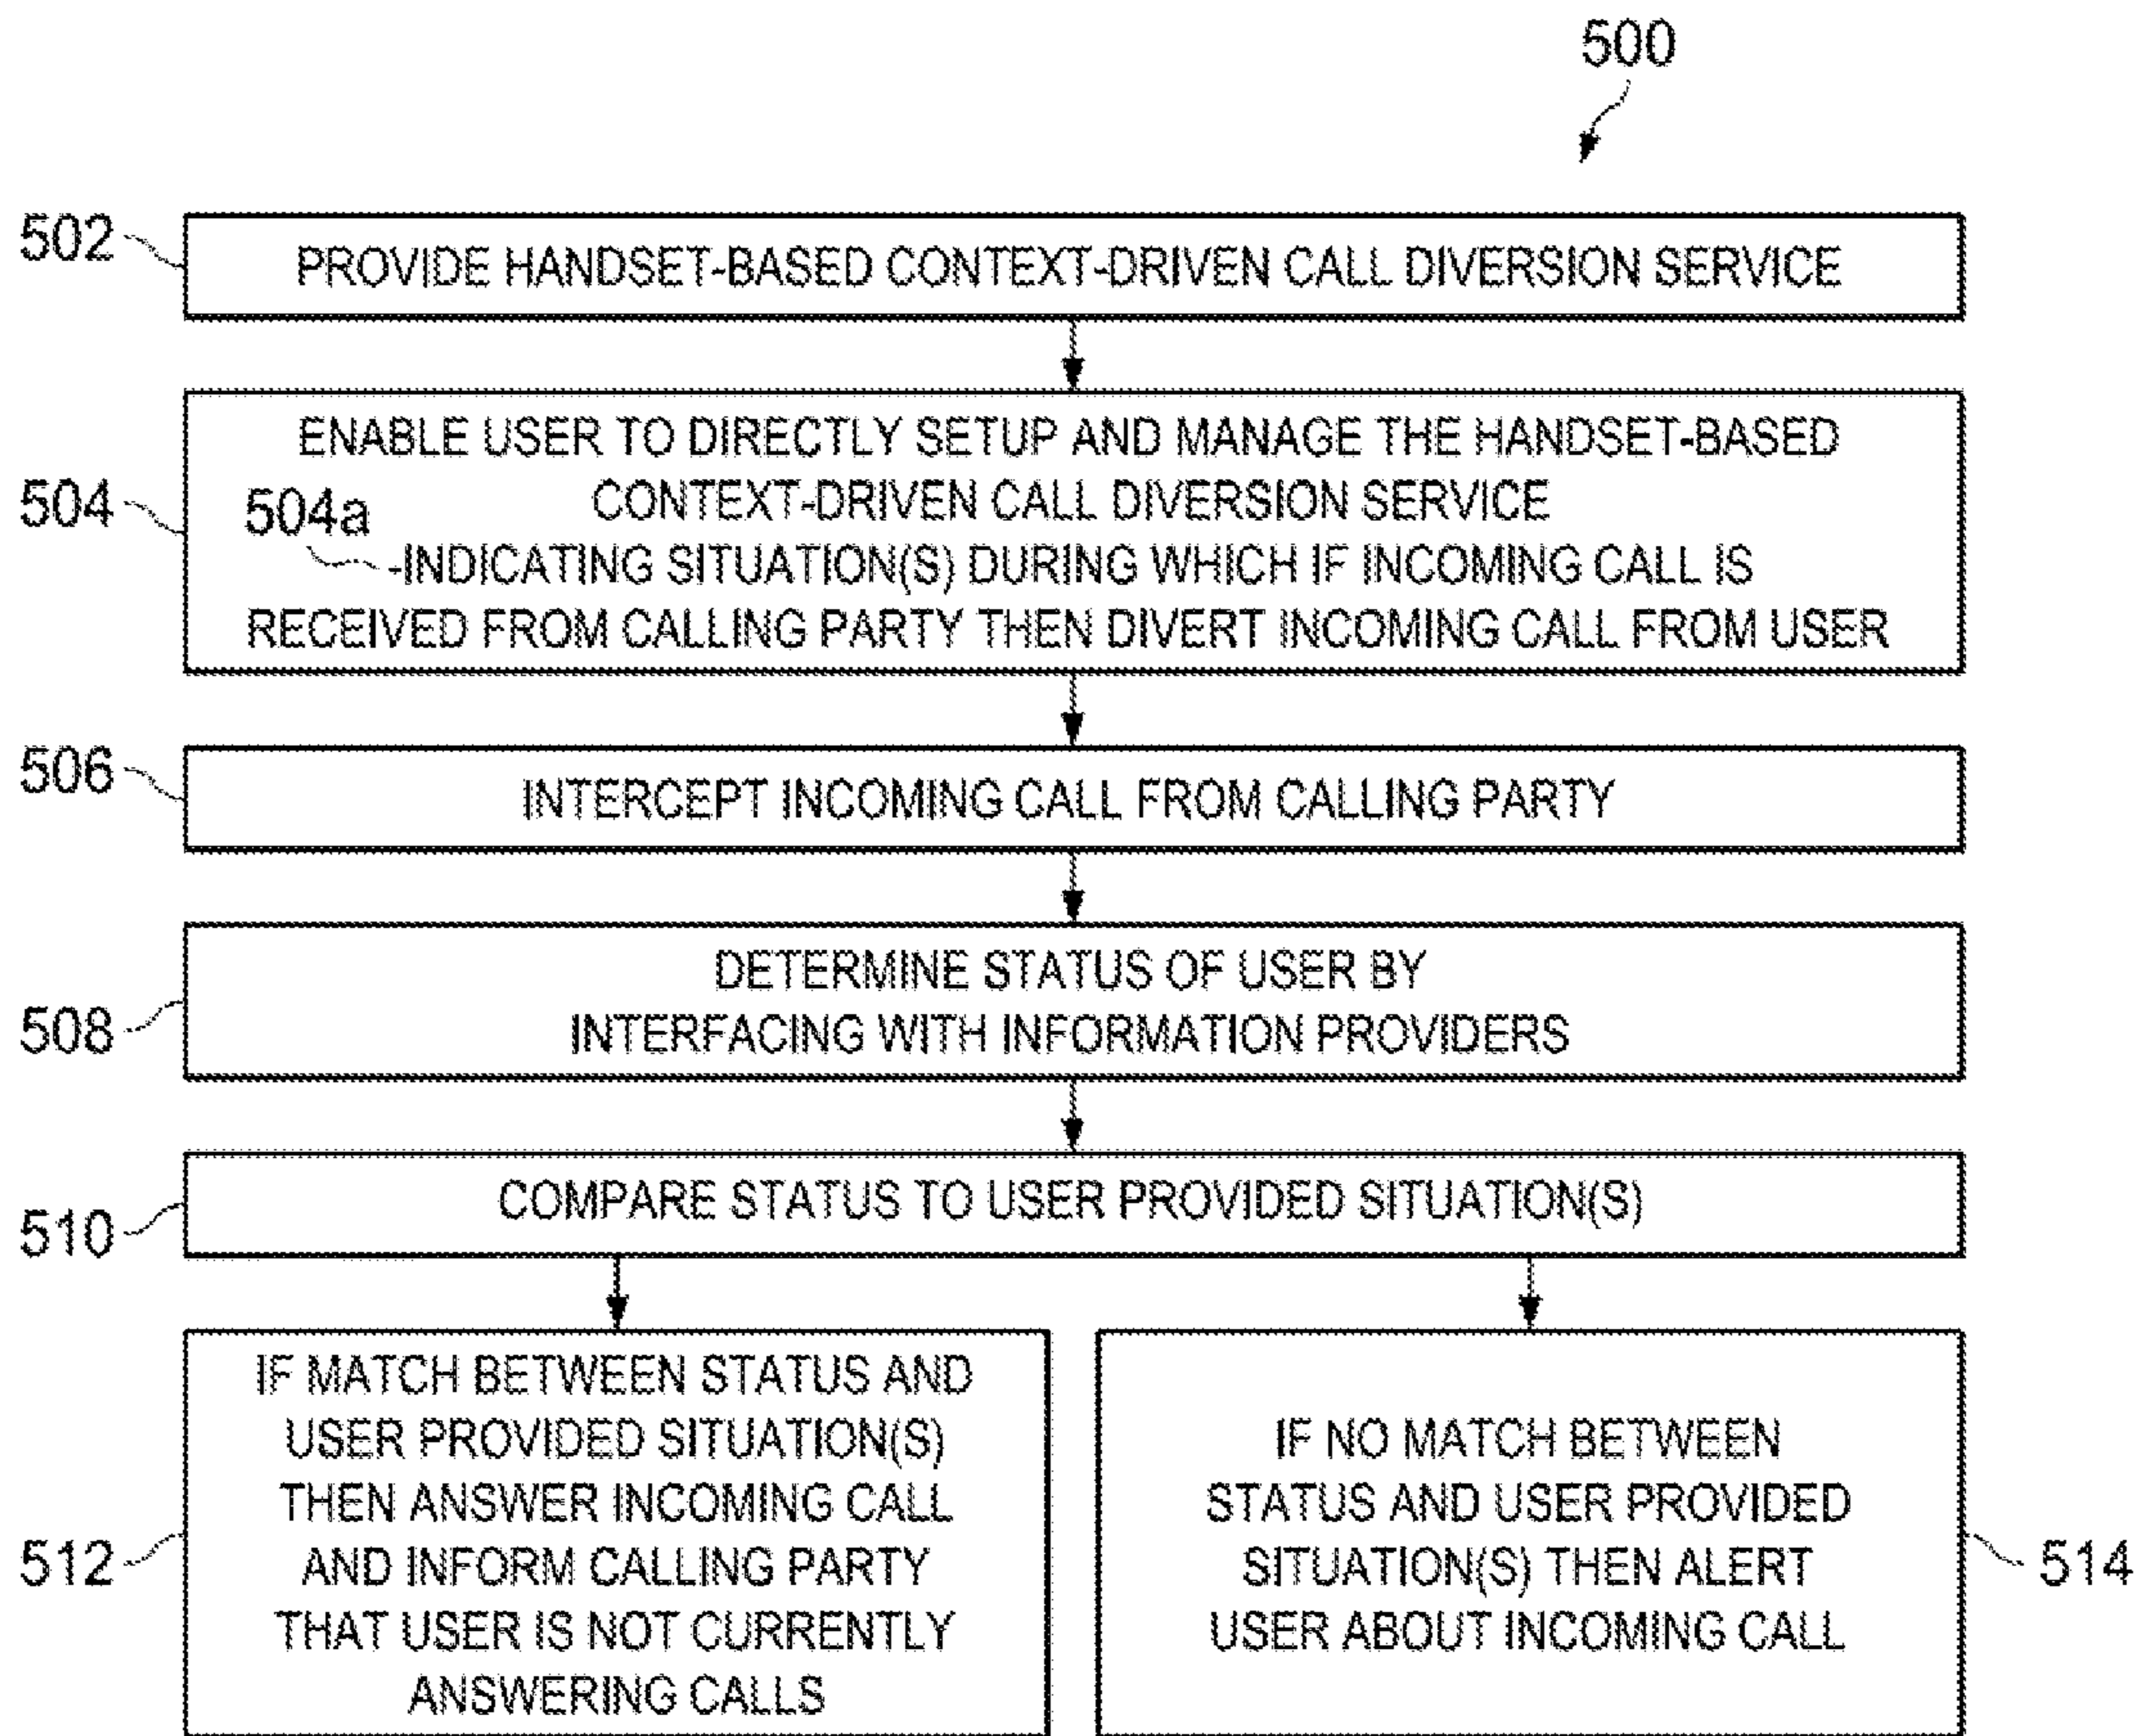 500
502
PROVIDE HANDSET-BASED CONTEXT-DRIVEN CALL DIVERSION SERVICE
504
ENABLE USER TO DIRECTLY SETUP AND MANAGE THE HANDSET-BASED
CONTEXT-DRIVEN CALL DIVERSION SERVICE
504a
-INDICATING SITUATION(S) DURING WHICH IF INCOMING CALL IS
RECEIVED FROM CALLING PARTY THEN DIVERT INCOMING CALL FROM USER
506
INTERCEPT INCOMING CALL FROM CALLING PARTY
508
DETERMINE STATUS OF USER BY
INTERFACING WITH INFORMATION PROVIDERS
510
COMPARE STATUS TO USER PROVIDED SITUATION(S)
512
IF MATCH BETWEEN STATUS AND
USER PROVIDED SITUATION(S)
THEN ANSWER INCOMING CALL
AND INFORM CALLING PARTY
THAT USER IS NOT CURRENTLY
ANSWERING CALLS
IF NO MATCH BETWEEN
STATUS AND USER PROVIDED
SITUATION(S) THEN ALERT
USER ABOUT INCOMING CALL
514